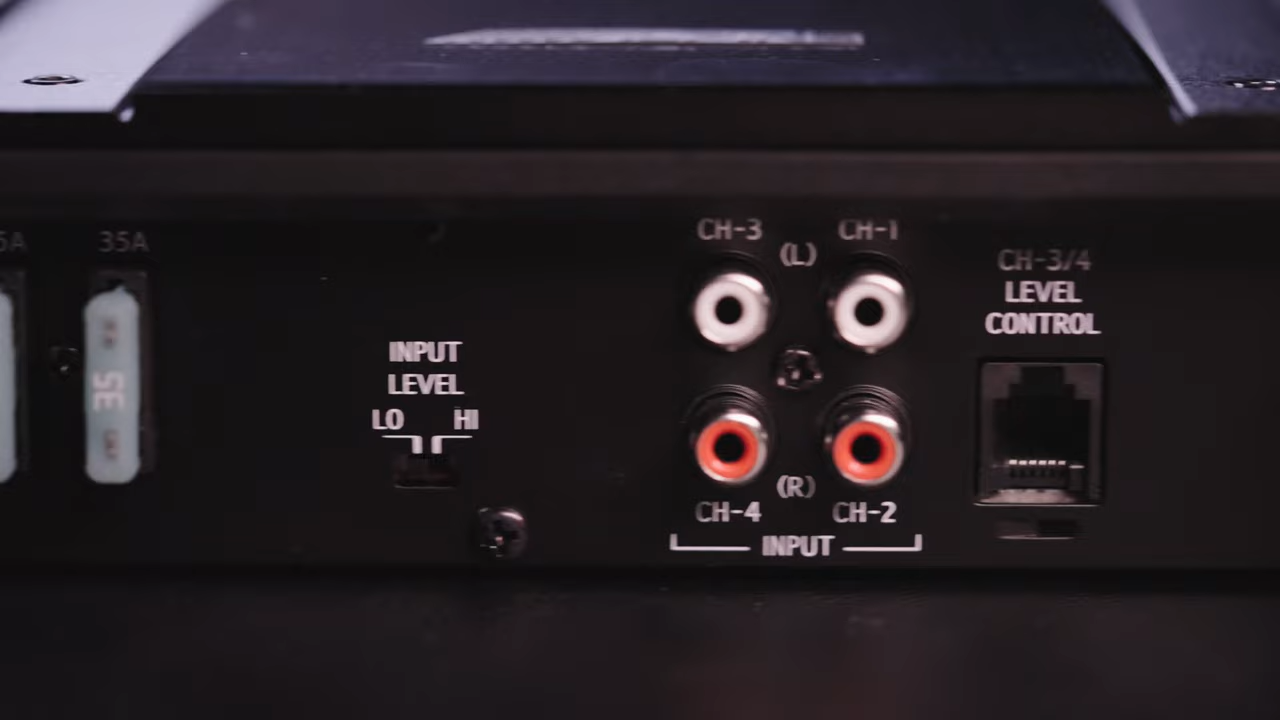 5A
35A
35
INPUT
LEVEL
LO HI
CH-3 CH-1
(L)
(R)
CH-4 CH-2
INPUT
CH-3/4
LEVEL
CONTROL